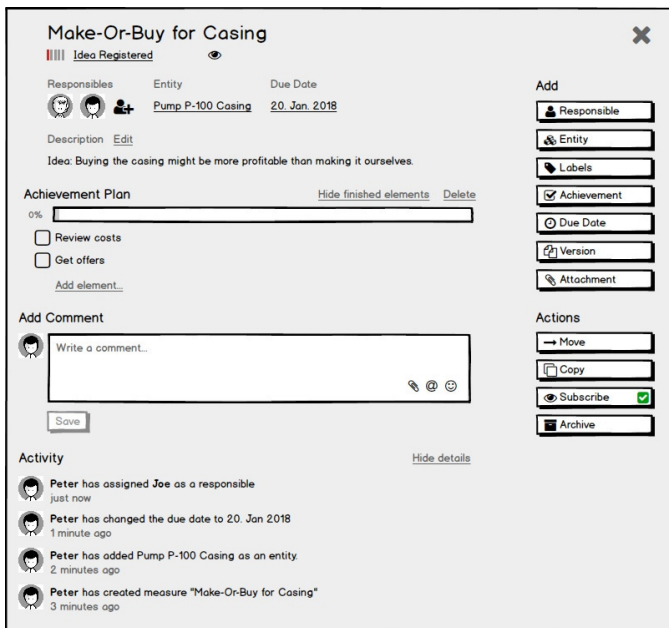 Make-Or-Buy for Casing
Idea Registered
Responsibles Entity Due Date
Pump P-100 Casing 20. Jan. 2018
Description Edit
Idea: Buying the casing might be more profitable than making it ourselves.
Achievement Plan Hide finished elements Delete
0%
Review costs
Get offers
Add element...
Add Comment
Write a comment...
@
Save
Activity Hide details
Peter has assigned Joe as a responsible
just now
Peter has changed the due date to 20. Jan 2018
1 minute ago
Peter has added Pump P-100 Casing as an entity.
2 minutes ago
Peter has created measure "Make-Or-Buy for Casing"
3 minutes ago
Add
Responsible
Entity
Labels
Achievement
Due Date
Version
Attachment
Actions
Move
Copy
Subscribe
Archive